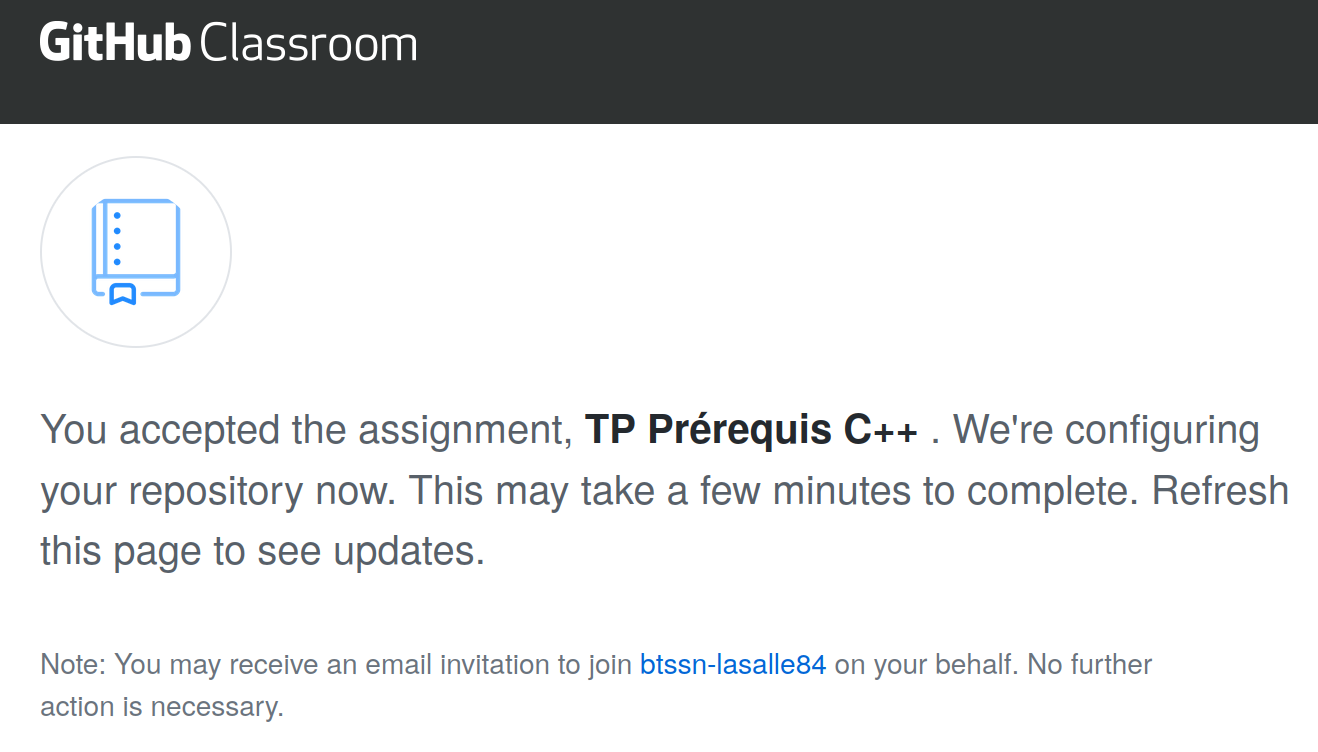 GitHub Classroom
You accepted the assignment, TP Prérequis C++ . We're configuring
your repository now. This may take a few minutes to complete. Refresh
this page to see updates.
Note: You may receive an email invitation to join btssn-lasalle84 on your behalf. No further
action is necessary.